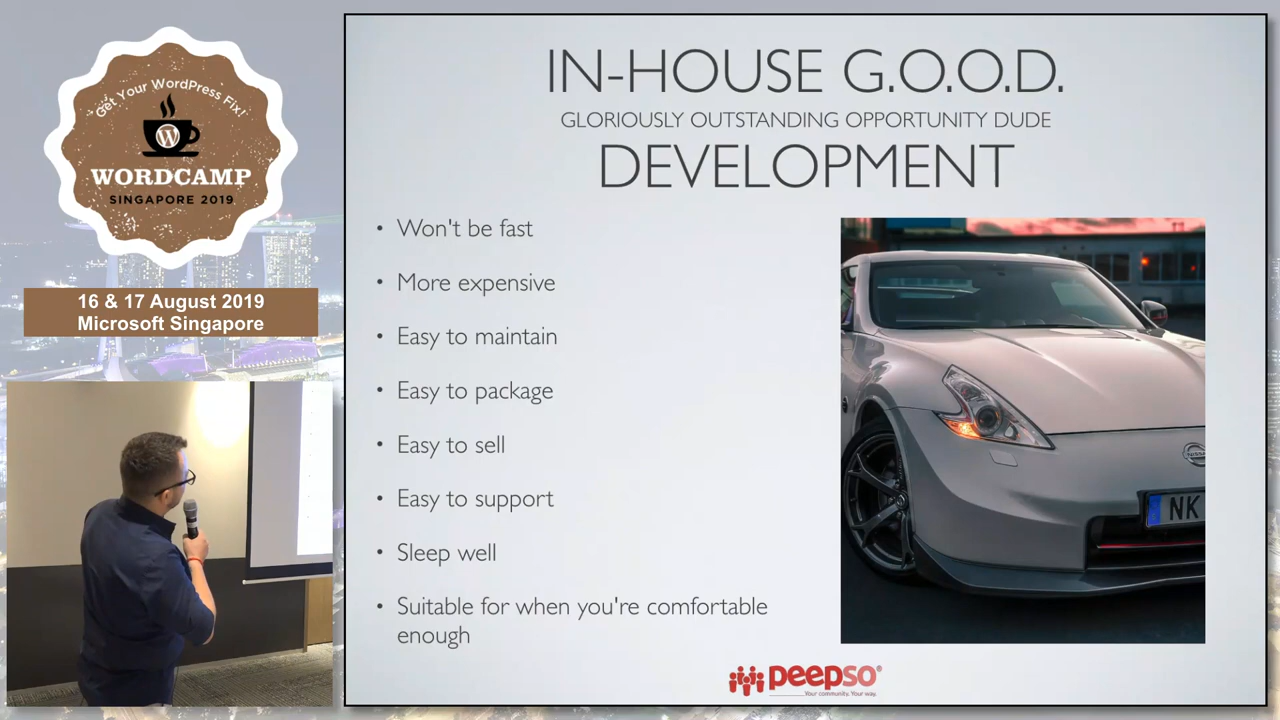 Get Your WordPress Fix!
W
WORDCAMP
SINGAPORE 2019
16 & 17 August 2019
Microsoft Singapore
IN-HOUSE G.O.O.D.
GLORIOUSLY OUTSTANDING OPPORTUNITY DUDE
DEVELOPMENT
• Won't be fast
• More expensive
• Easy to maintain
• Easy to package
• Easy to sell
• Easy to support
• Sleep well
• Suitable for when you're comfortable
enough
NISSAN
NK
peepso®
Your community. Your way.